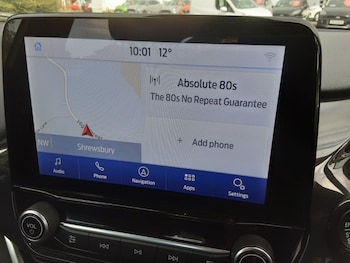 10:01 12°
Absolute 80s
The 80s No Repeat Guarantee
+ Add phone
NW Shrewsbury
Audio Phone Navigation Apps Settings
VOL